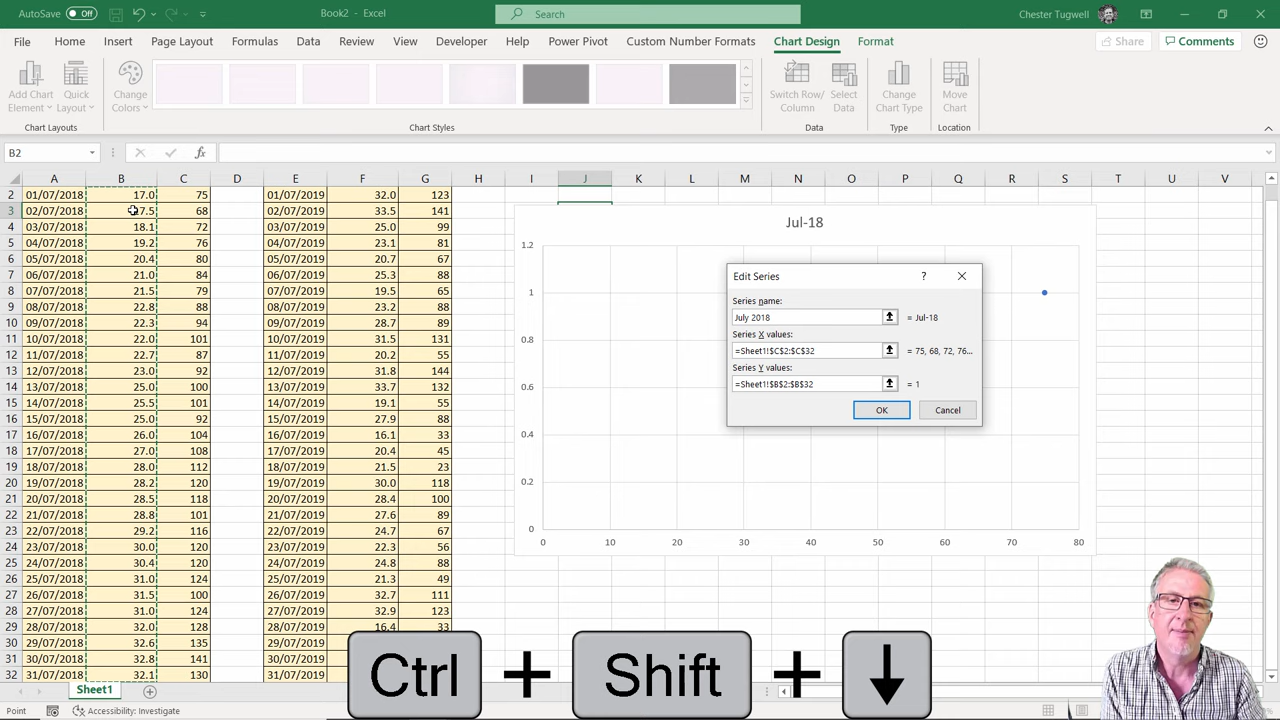 AutoSave Off Book2 - Excel Search Chester Tugwell
File Home Insert Page Layout Formulas Data Review View Developer Help Power Pivot Custom Number Formats Chart Design Format Share Comments
Add Chart Element Quick Layout Change Colors Switch Row/ Column Select Data Change Chart Type Move Chart
Chart Layouts Chart Styles Data Type Location
B2 fx
A B C D E F G H I J K L M N O P Q R S T U V
2 01/07/2018 17.0 75 01/07/2019 32.0 123
3 02/07/2018 17.5 68 02/07/2019 33.5 141
4 03/07/2018 18.1 72 03/07/2019 25.0 99
5 04/07/2018 19.2 76 04/07/2019 23.1 81
6 05/07/2018 20.4 80 05/07/2019 20.7 67
7 06/07/2018 21.0 84 06/07/2019 25.3 88
8 07/07/2018 21.5 79 07/07/2019 19.5 65
9 08/07/2018 22.8 88 08/07/2019 23.2 88
10 09/07/2018 22.3 94 09/07/2019 28.7 89
11 10/07/2018 22.0 101 10/07/2019 31.5 131
12 11/07/2018 22.7 87 11/07/2019 20.2 55
13 12/07/2018 23.0 92 12/07/2019 31.8 144
14 13/07/2018 25.0 100 13/07/2019 33.7 132
15 14/07/2018 25.5 101 14/07/2019 19.1 55
16 15/07/2018 25.0 92 15/07/2019 27.9 88
17 16/07/2018 26.0 104 16/07/2019 16.1 33
18 17/07/2018 27.0 108 17/07/2019 20.4 45
19 18/07/2018 28.0 112 18/07/2019 21.5 23
20 19/07/2018 28.2 120 19/07/2019 30.0 118
21 20/07/2018 28.5 118 20/07/2019 28.4 100
22 21/07/2018 28.8 101 21/07/2019 27.6 89
23 22/07/2018 29.2 116 22/07/2019 24.7 67
24 23/07/2018 30.0 120 23/07/2019 22.3 56
25 24/07/2018 30.4 120 24/07/2019 24.8 88
26 25/07/2018 31.0 124 25/07/2019 21.3 49
27 26/07/2018 31.5 100 26/07/2019 32.7 111
28 27/07/2018 31.0 124 27/07/2019 32.9 123
29 28/07/2018 32.0 128 28/07/2019 16.4 33
30 29/07/2018 32.6 135 29/07/2019
31 30/07/2018 32.8 141 30/07/2019
32 31/07/2018 32.1 130 31/07/2019
Jul-18
1.2
1
0.8
0.6
0.4
0.2
0
0 10 20 30 40 50 60 70 80
Edit Series ?
Series name:
July 2018 = Jul-18
Series X values:
=Sheet1!$C$2:$C$32 = 75, 68, 72, 76...
Series Y values:
=Sheet1!$B$2:$B$32 = 1
OK Cancel
Ctrl + Shift + ↓
Sheet1
Point Accessibility: Investigate